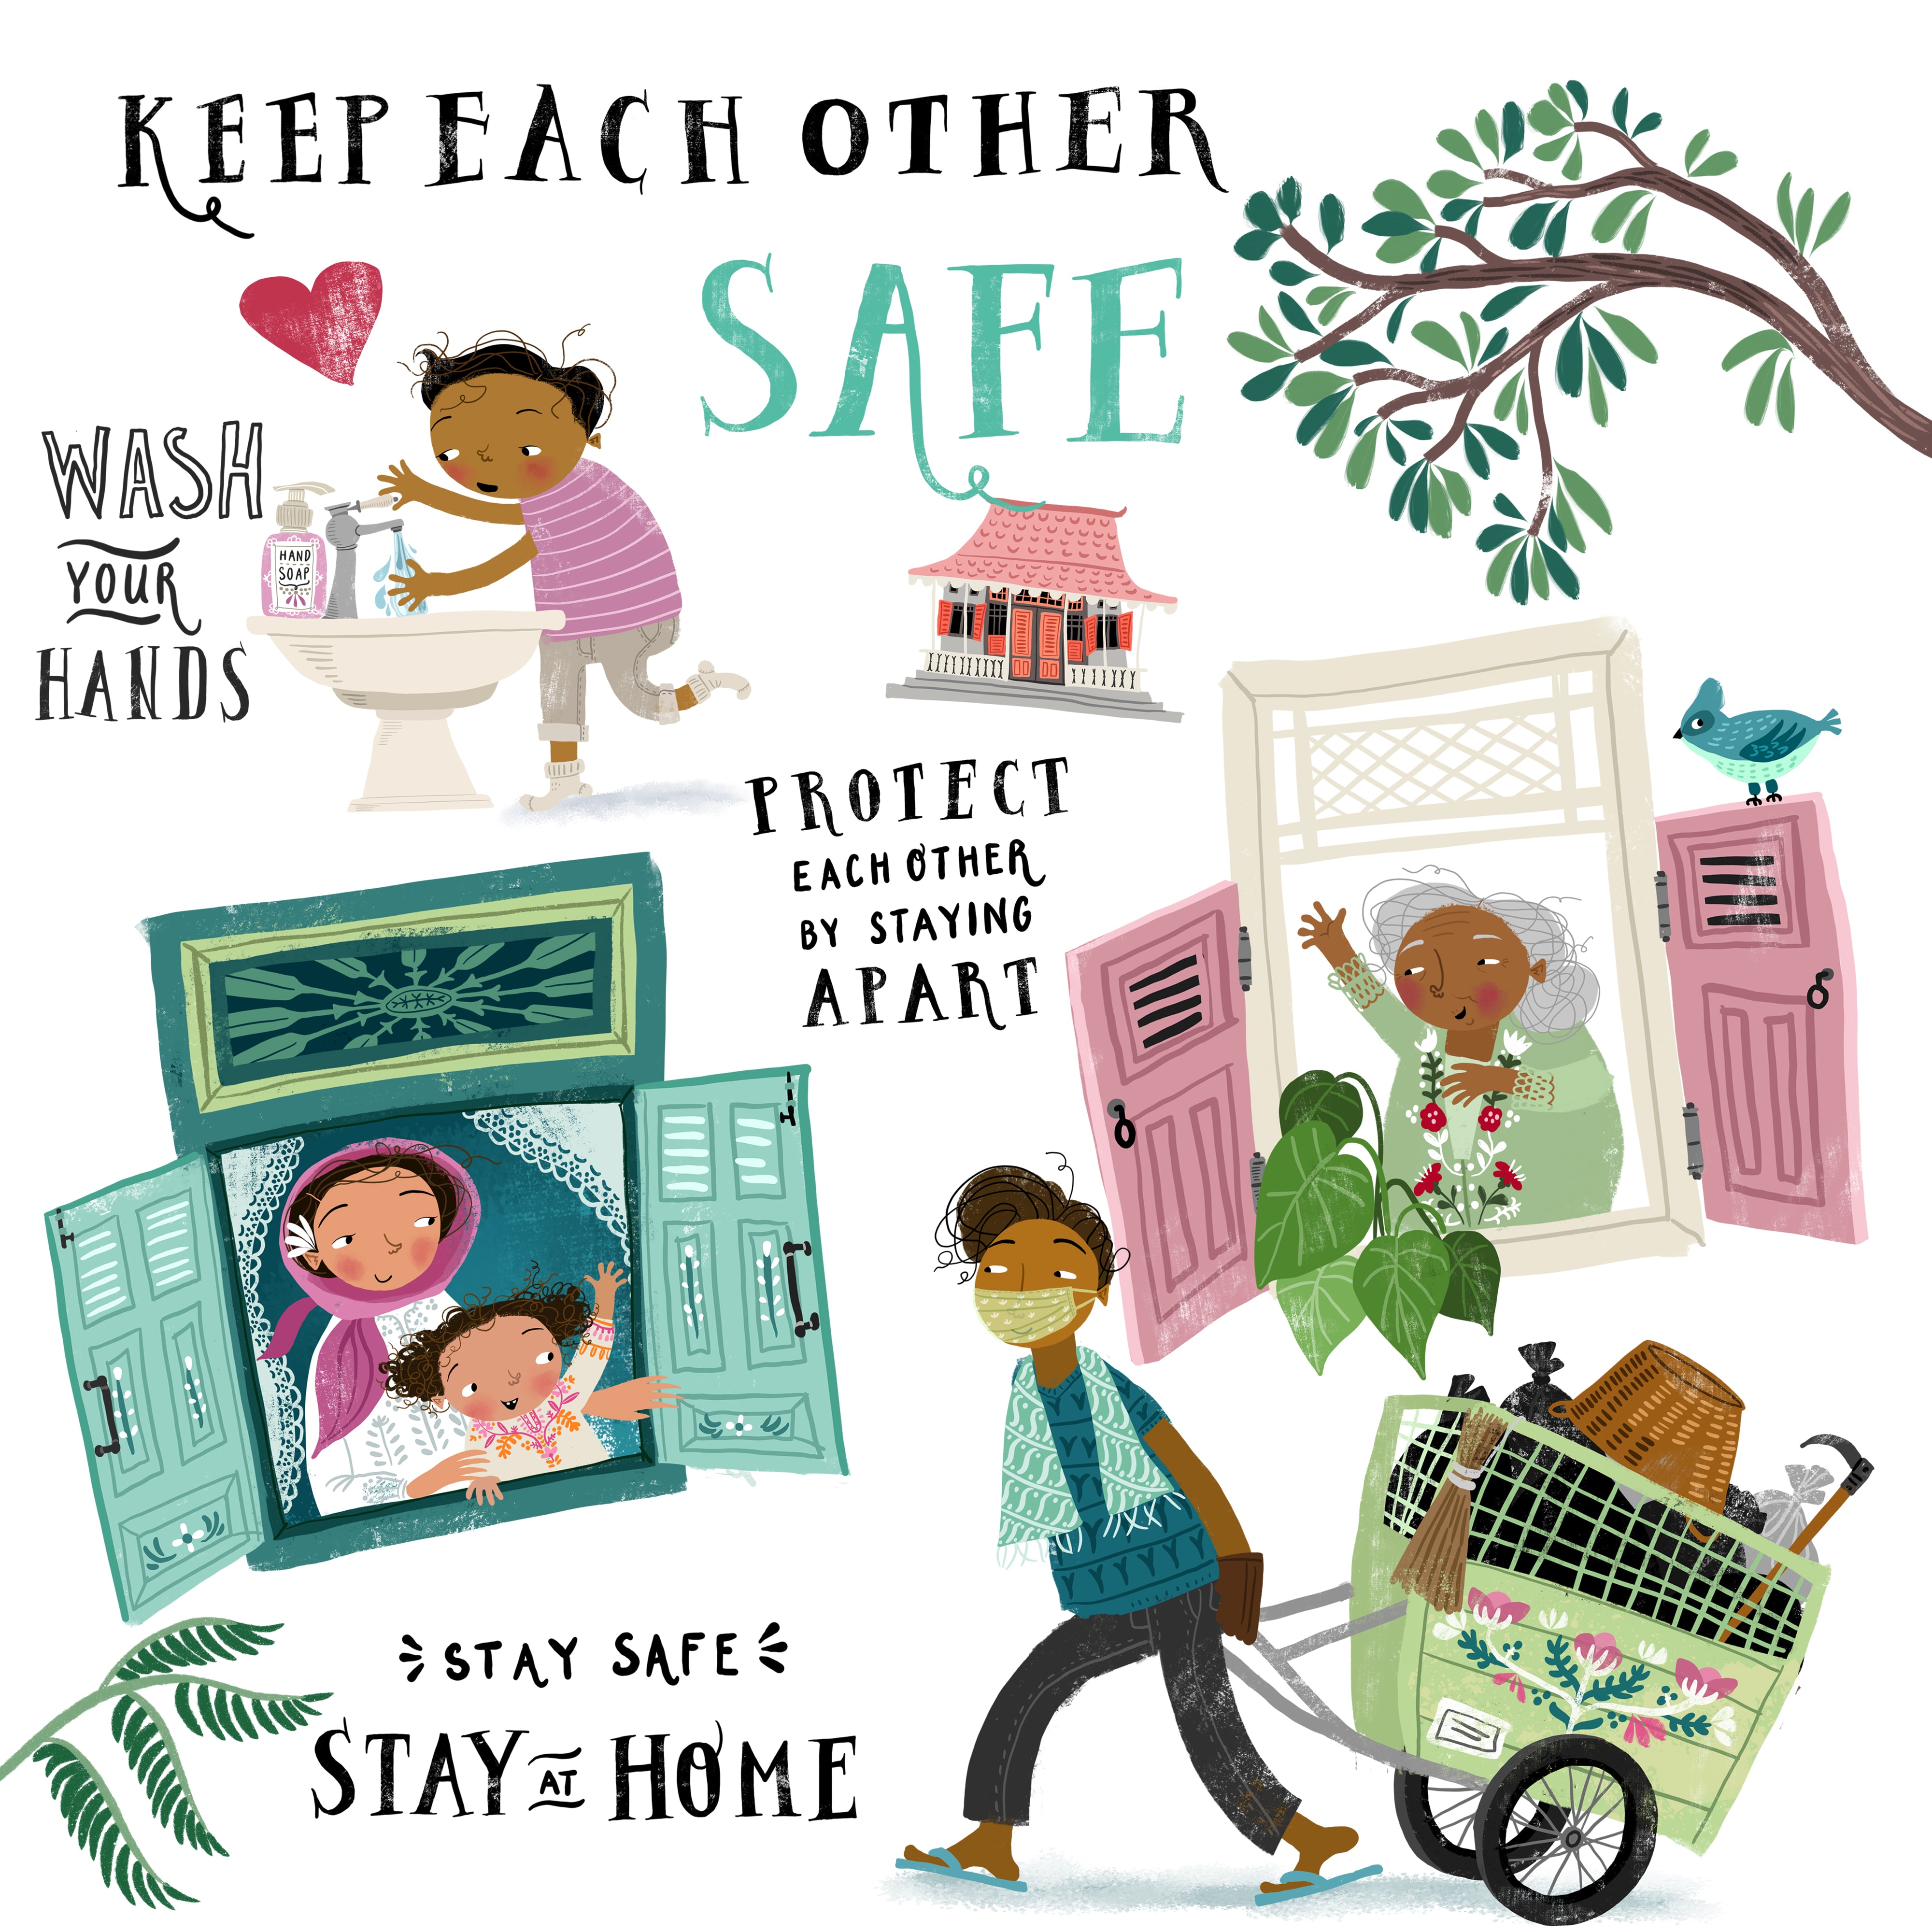 KEEP EACH OTHER
SAFE
WASH
YOUR
HANDS
HAND
SOAP
PROTECT
EACH OTHER
BY STAYING
APART
STAY SAFE
STAY AT HOME